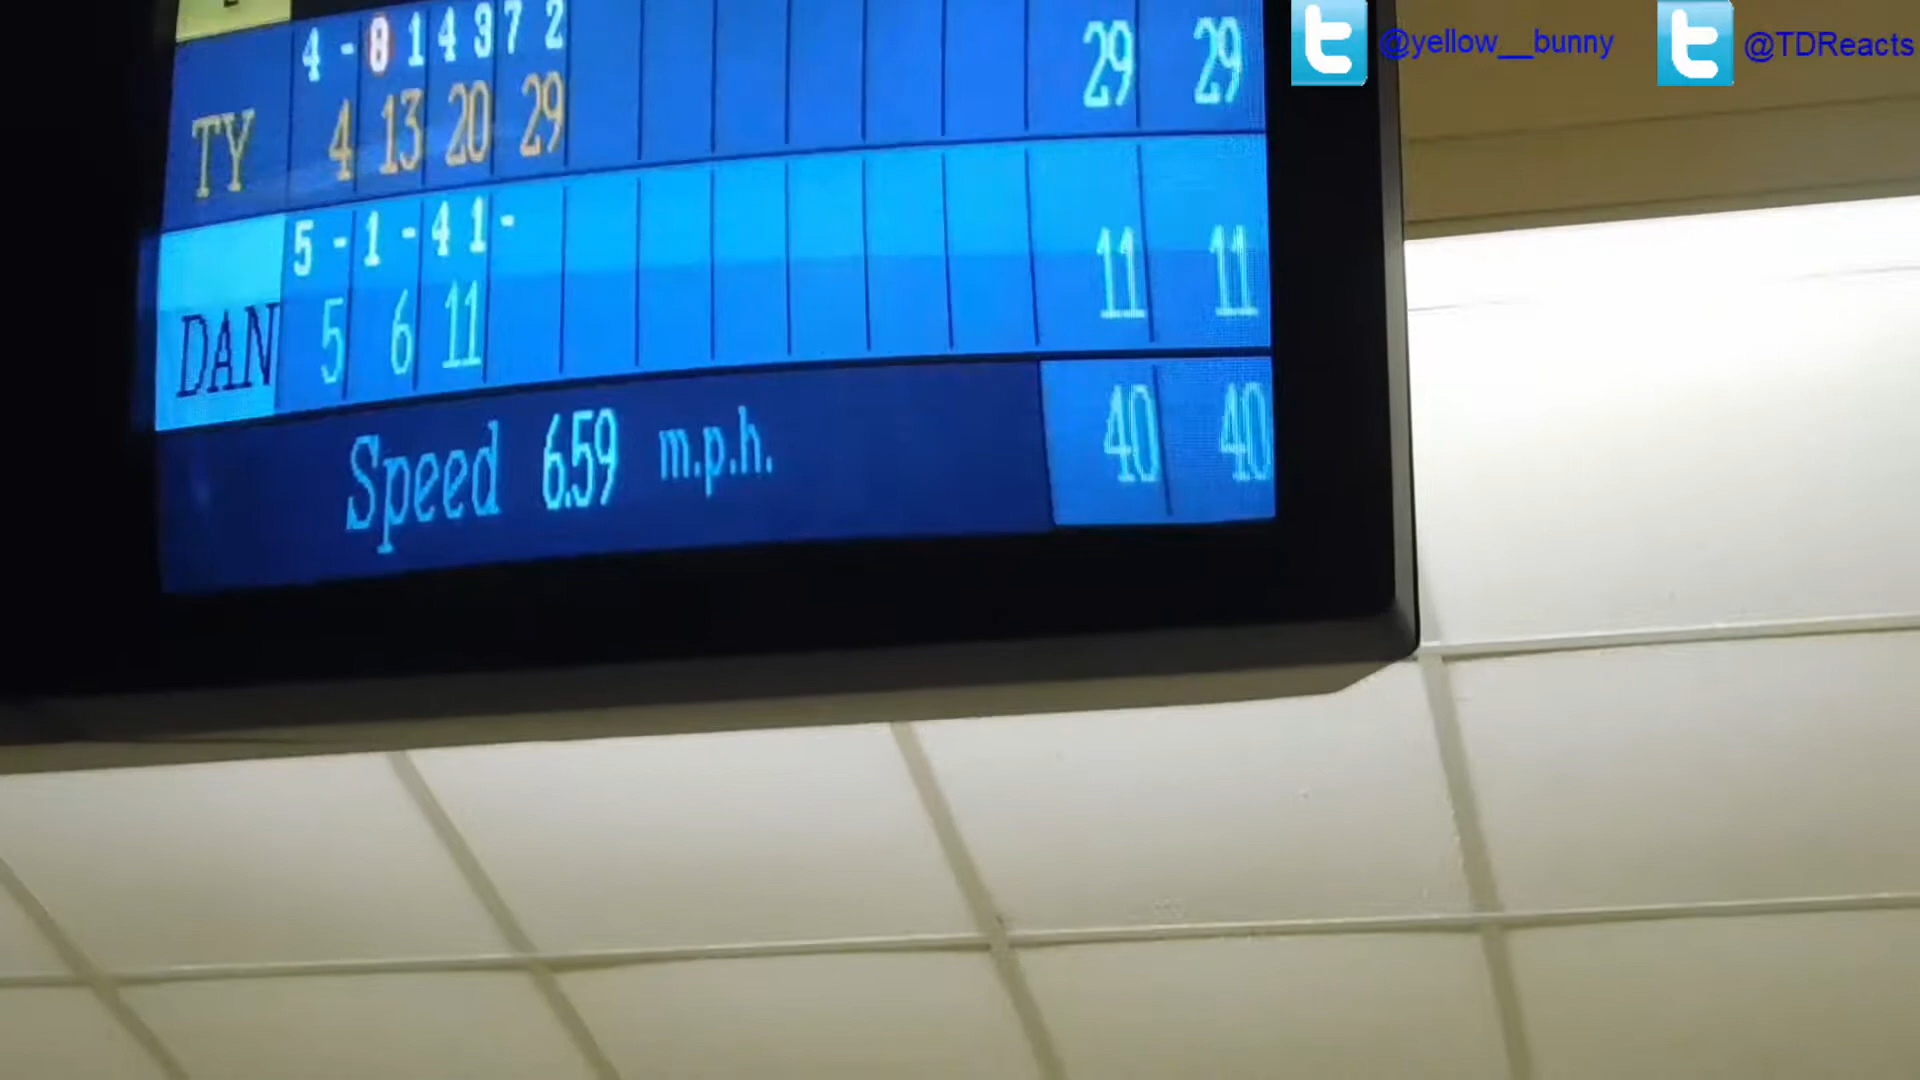 @yellow__bunny @TDReacts
4 - 8 1 4 3 7 2
TY 4 13 20 29 29 29
5 - 1 - 4 1 -
DAN 5 6 11 11 11
Speed 6.59 m.p.h. 40 40